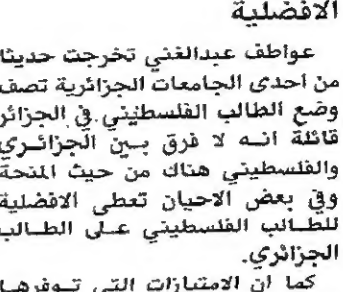 الافضلية
عواطف عبدالغني تخرجت حديثا
من احدى الجامعات الجزائرية تصف
وضع الطالب الفلسطيني في الجزائر
قائلة انه لا فرق بين الجزائري
والفلسطيني هناك من حيث المنحة
وفي بعض الاحيان تعطى الافضلية
للطالب الفلسطيني على الطالب
الجزائري.
كما ان الامتيازات التي توفرها